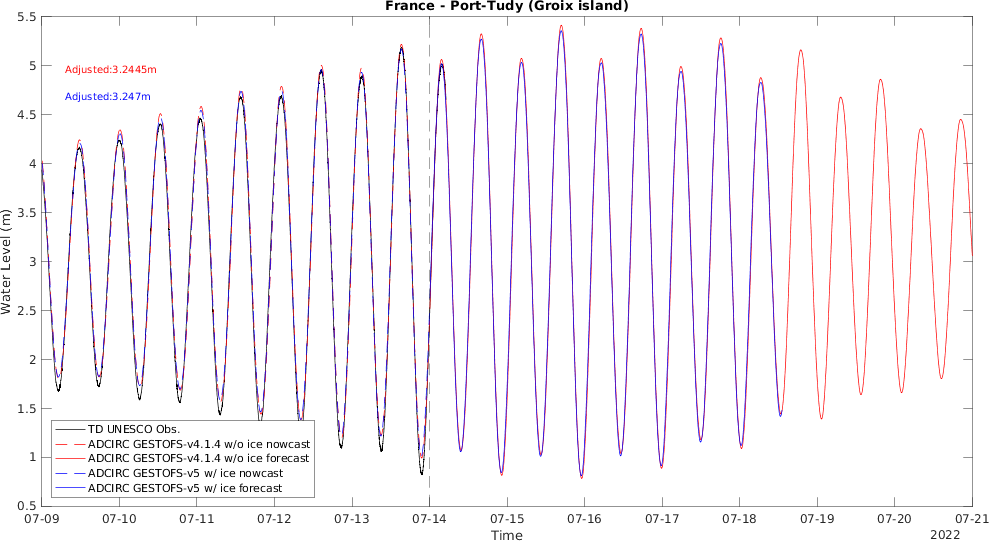 France - Port-Tudy (Groix island)
5.5
5
4.5
4
3.5
3
2.5
2
1.5
1
0.5
Water Level (m)
Adjusted:3.2445m
Adjusted:3.247m
TD UNESCO Obs.
ADCIRC GESTOFS-v4.1.4 w/o ice nowcast
ADCIRC GESTOFS-v4.1.4 w/o ice forecast
ADCIRC GESTOFS-v5 w/ ice nowcast
ADCIRC GESTOFS-v5 w/ ice forecast
07-09 07-10 07-11 07-12 07-13 07-14 07-15 07-16 07-17 07-18 07-19 07-20 07-21
Time
2022